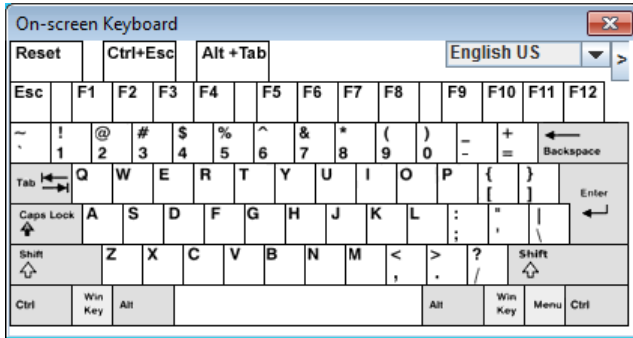 On-screen Keyboard
Reset Ctrl+Esc Alt +Tab English US >
Esc F1 F2 F3 F4 F5 F6 F7 F8 F9 F10 F11 F12
~ ! @ # $ % ^ & * ( ) _ +
` 1 2 3 4 5 6 7 8 9 0 - = Backspace
Tab Q W E R T Y U I O P { }
[ ] Enter
Caps Lock A S D F G H J K L : " |
; ' \
Shift Z X C V B N M < > ? Shift
, . /
Ctrl Win Key Alt Alt Win Key Menu Ctrl